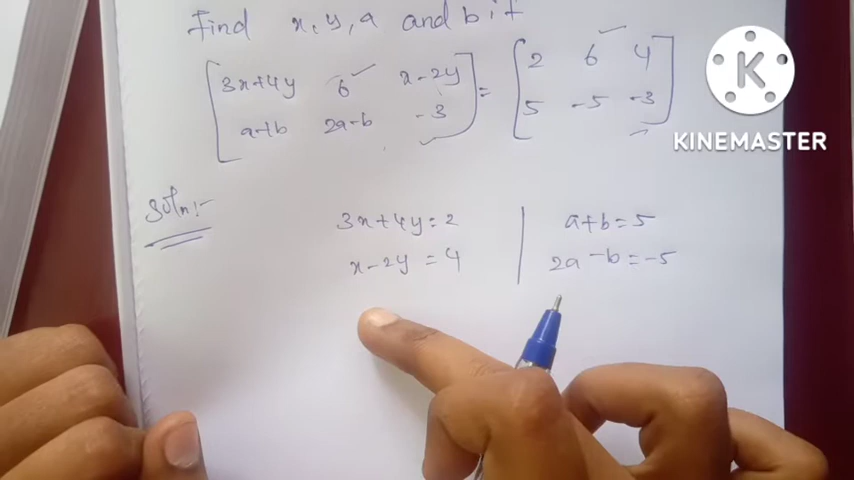 Find x, y, a and b if
[3x+4y 6 x-2y
a+b 2a-b -3] = [2 6 4
5 -5 -3]
K
KINEMASTER
Soln:-
3x+4y=2 | a+b=5
x-2y=4 | 2a-b=-5